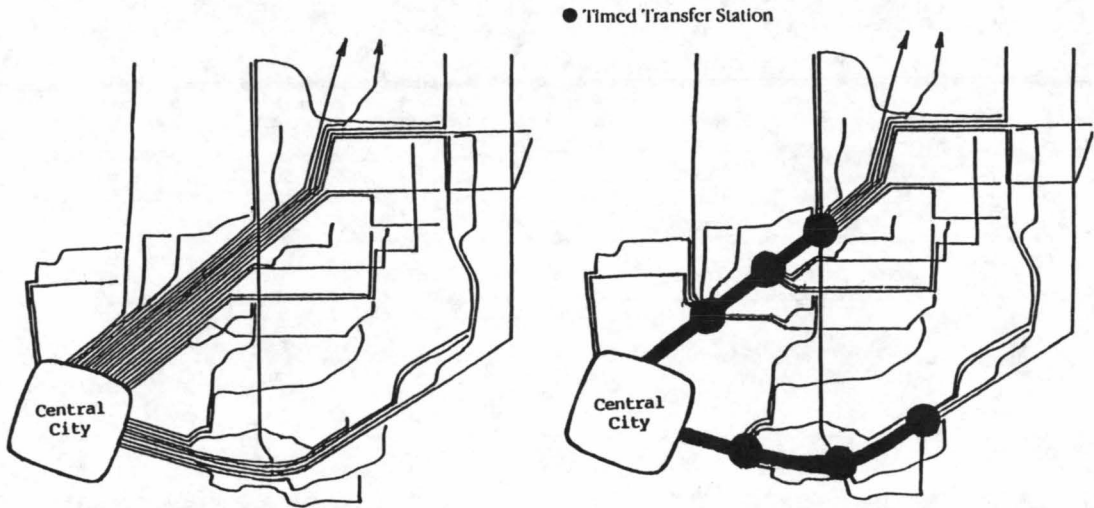 ● Timed Transfer Station
Central
City
Central
City